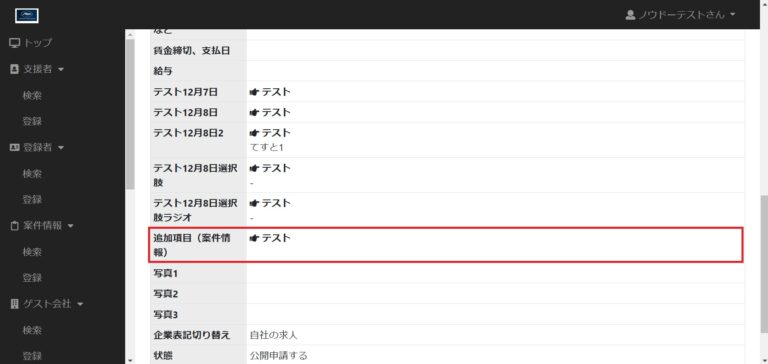 ノウドーテストさん
トップ
支援者
検索
登録
登録者
検索
登録
案件情報
検索
登録
ゲスト会社
検索
登録
など
賃金締切、支払日
給与
テスト12月7日 テスト
テスト12月8日 テスト
テスト12月8日2 テスト
てすと1
テスト12月8日選択 テスト
肢 -
テスト12月8日選択 テスト
肢ラジオ -
追加項目（案件情 テスト
報）
写真1
写真2
写真3
企業表記切り替え 自社の求人
状態 公開申請する